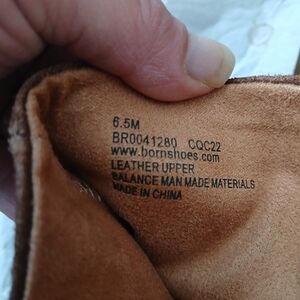 6.5M
BR0041280 CQC22
www.bornshoes.com
LEATHER UPPER
BALANCE MAN MADE MATERIALS
MADE IN CHINA